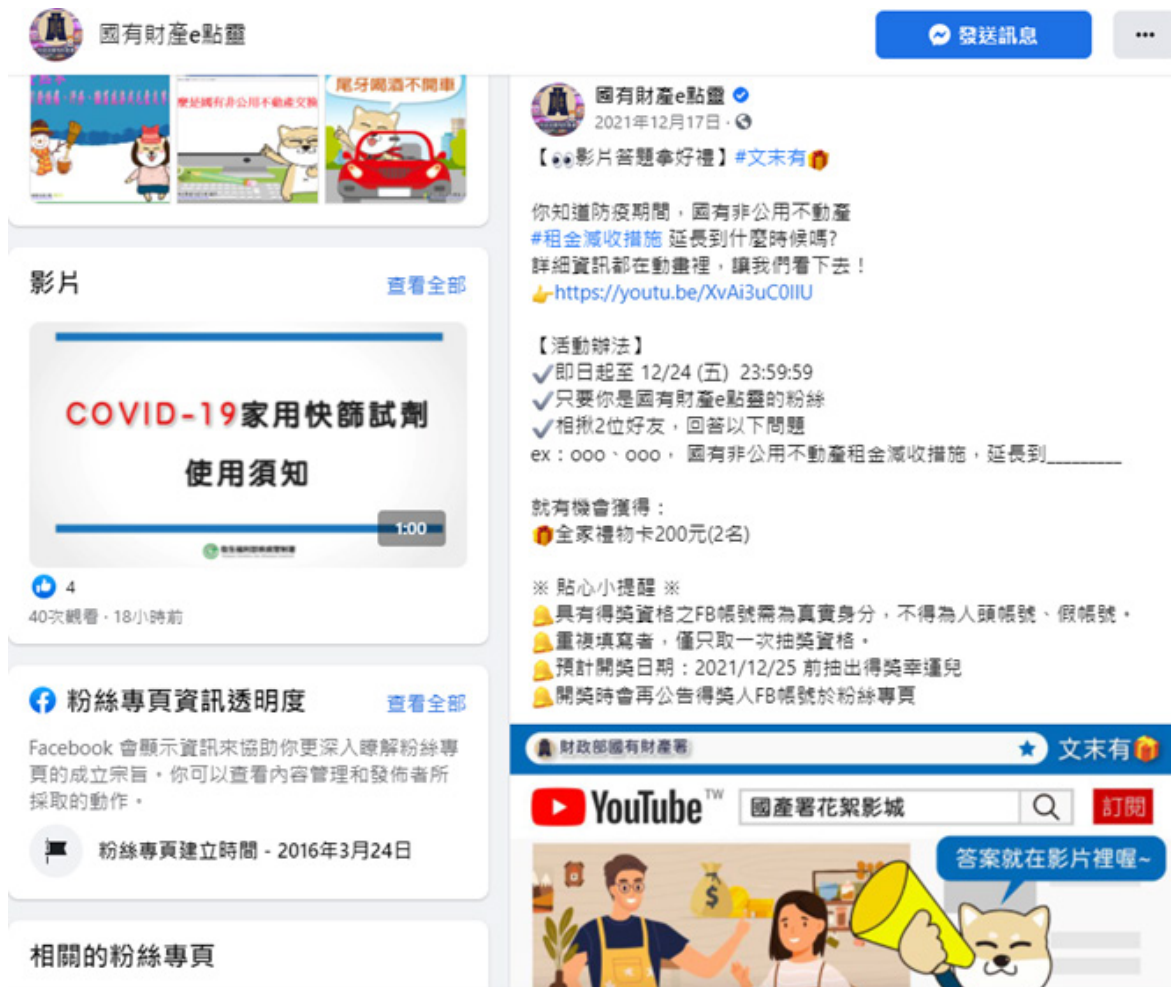 國有財產e點靈
發送訊息
尾牙喝酒不開車
麼是國有非公用不動產交換
影片
查看全部
COVID-19家用快篩試劑
使用須知
1:00
4
40次觀看·18小時前
粉絲專頁資訊透明度
查看全部
Facebook 會顯示資訊來協助你更深入瞭解粉絲專
頁的成立宗旨。你可以查看內容管理和發佈者所
採取的動作。
粉絲專頁建立時間 - 2016年3月24日
相關的粉絲專頁
國有財產e點靈
2021年12月17日
【👀影片答題拿好禮】#文末有🎁
你知道防疫期間，國有非公用不動產
#租金減收措施 延長到什麼時候嗎?
詳細資訊都在動畫裡，讓我們看下去！
👉https://youtu.be/XvAi3uC0IIU
【活動辦法】
✔即日起至 12/24 (五) 23:59:59
✔只要你是國有財產e點靈的粉絲
✔相揪2位好友，回答以下問題
ex：ooo、ooo， 國有非公用不動產租金減收措施，延長到________
就有機會獲得：
🎁全家禮物卡200元(2名)
※ 貼心小提醒 ※
🔔具有得獎資格之FB帳號需為真實身分，不得為人頭帳號、假帳號。
🔔重複填寫者，僅只取一次抽獎資格。
🔔預計開獎日期：2021/12/25 前抽出得獎幸運兒
🔔開獎時會再公告得獎人FB帳號於粉絲專頁
財政部國有財產署
文末有🎁
YouTube TW
國產署花絮影城
訂閱
答案就在影片裡喔~